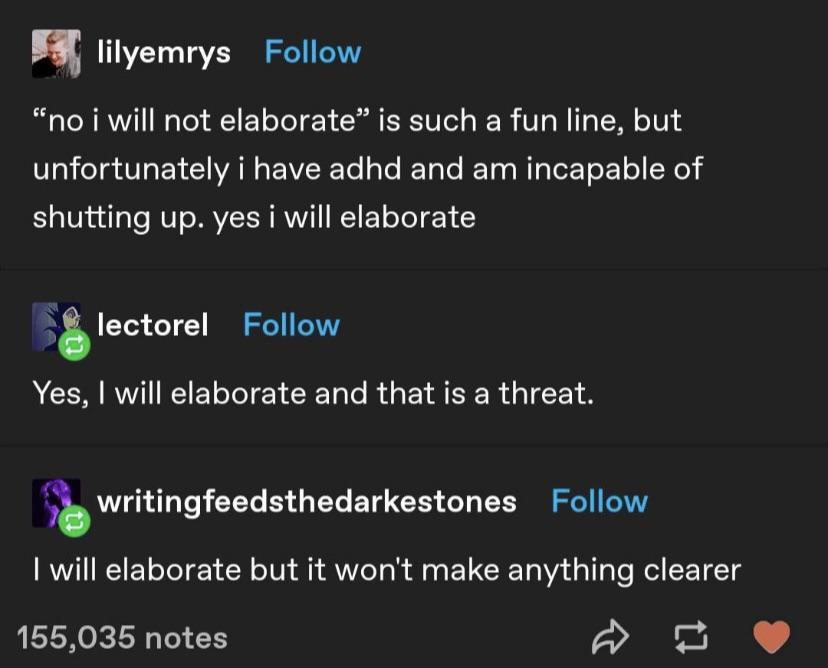 lilyemrys Follow
“no i will not elaborate” is such a fun line, but
unfortunately i have adhd and am incapable of
shutting up. yes i will elaborate
lectorel Follow
Yes, I will elaborate and that is a threat.
writingfeedsthedarkestones Follow
I will elaborate but it won't make anything clearer
155,035 notes